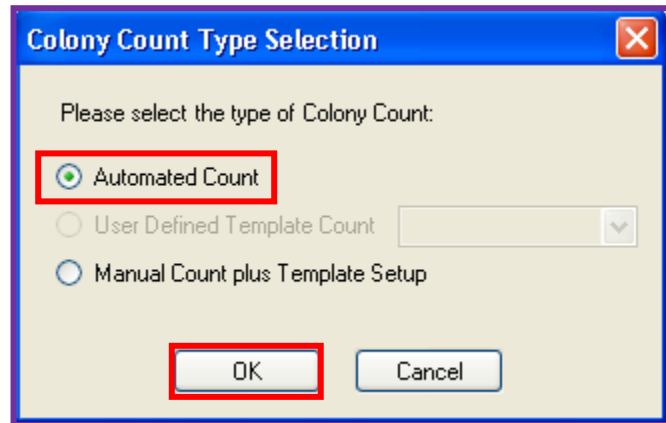 Colony Count Type Selection
Please select the type of Colony Count:
Automated Count
User Defined Template Count
Manual Count plus Template Setup
OK Cancel